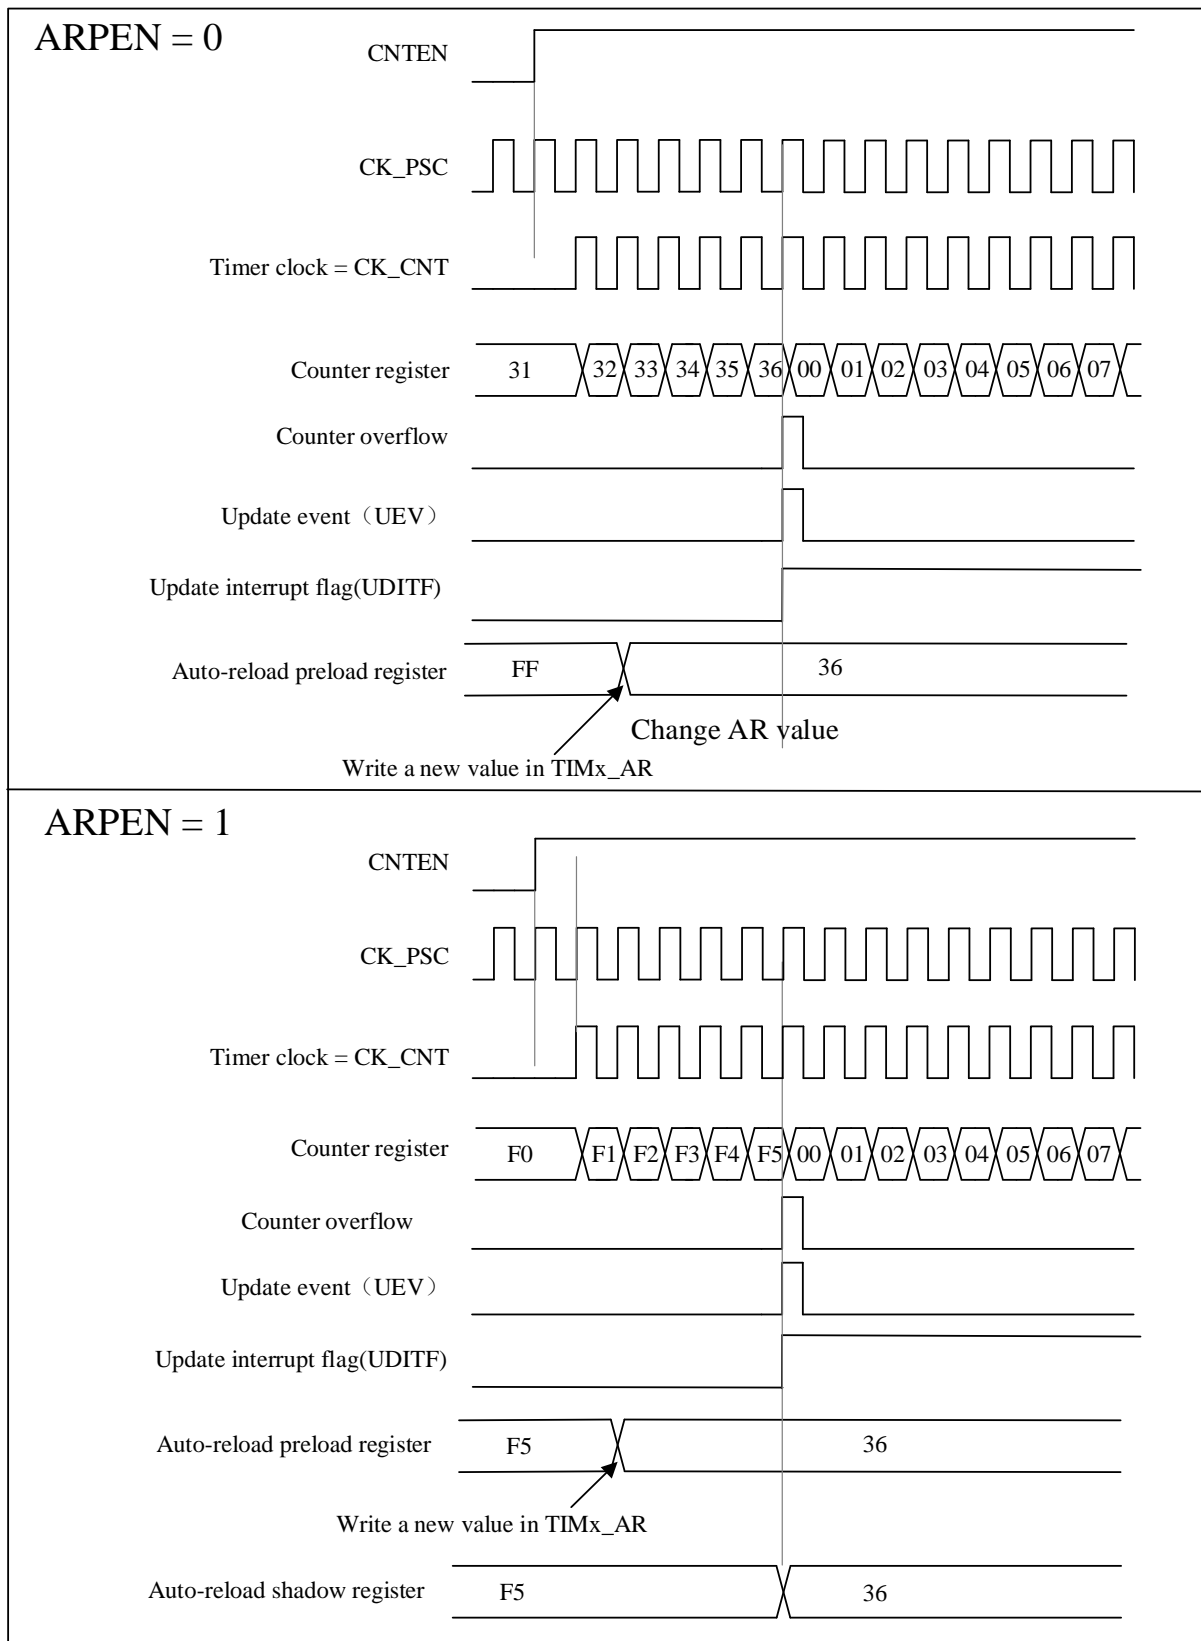 ARPEN = 0
CNTEN
CK_PSC
Timer clock = CK_CNT
Counter register 31 32 33 34 35 36 00 01 02 03 04 05 06 07
Counter overflow
Update event（UEV）
Update interrupt flag(UDITF)
Auto-reload preload register FF 36
Change AR value
Write a new value in TIMx_AR
ARPEN = 1
CNTEN
CK_PSC
Timer clock = CK_CNT
Counter register F0 F1 F2 F3 F4 F5 00 01 02 03 04 05 06 07
Counter overflow
Update event（UEV）
Update interrupt flag(UDITF)
Auto-reload preload register F5 36
Write a new value in TIMx_AR
Auto-reload shadow register F5 36